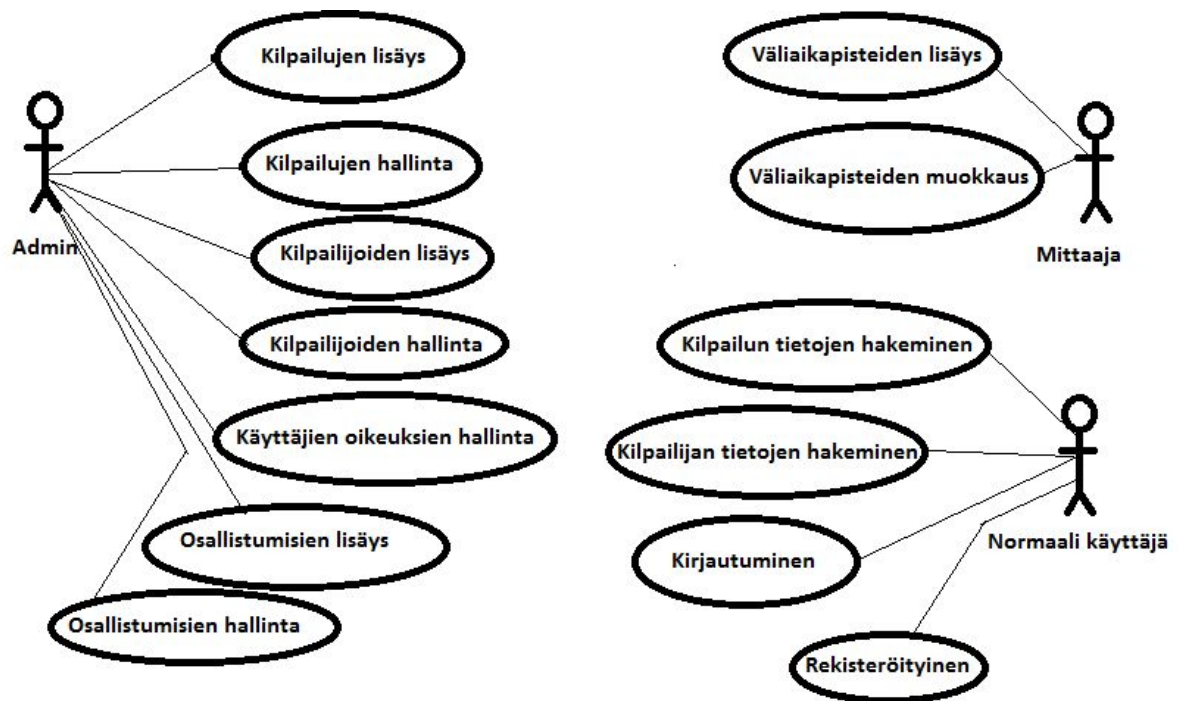 Kilpailujen lisäys
Kilpailujen hallinta
Admin
Kilpailijoiden lisäys
Kilpailijoiden hallinta
Käyttäjien oikeuksien hallinta
Osallistumisien lisäys
Osallistumisien hallinta
Väliaikapisteiden lisäys
Väliaikapisteiden muokkaus
Mittaaja
Kilpailun tietojen hakeminen
Kilpailijan tietojen hakeminen
Normaali käyttäjä
Kirjautuminen
Rekisteröityinen